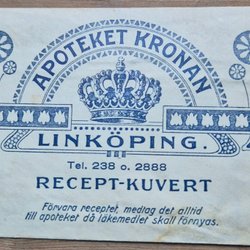 APOTEKET KRONAN
LINKÖPING.
Tel. 238 o. 2888
RECEPT-KUVERT
Förvara receptet, medtag det alltid
till apoteket då läkemedlet skall förnyas.